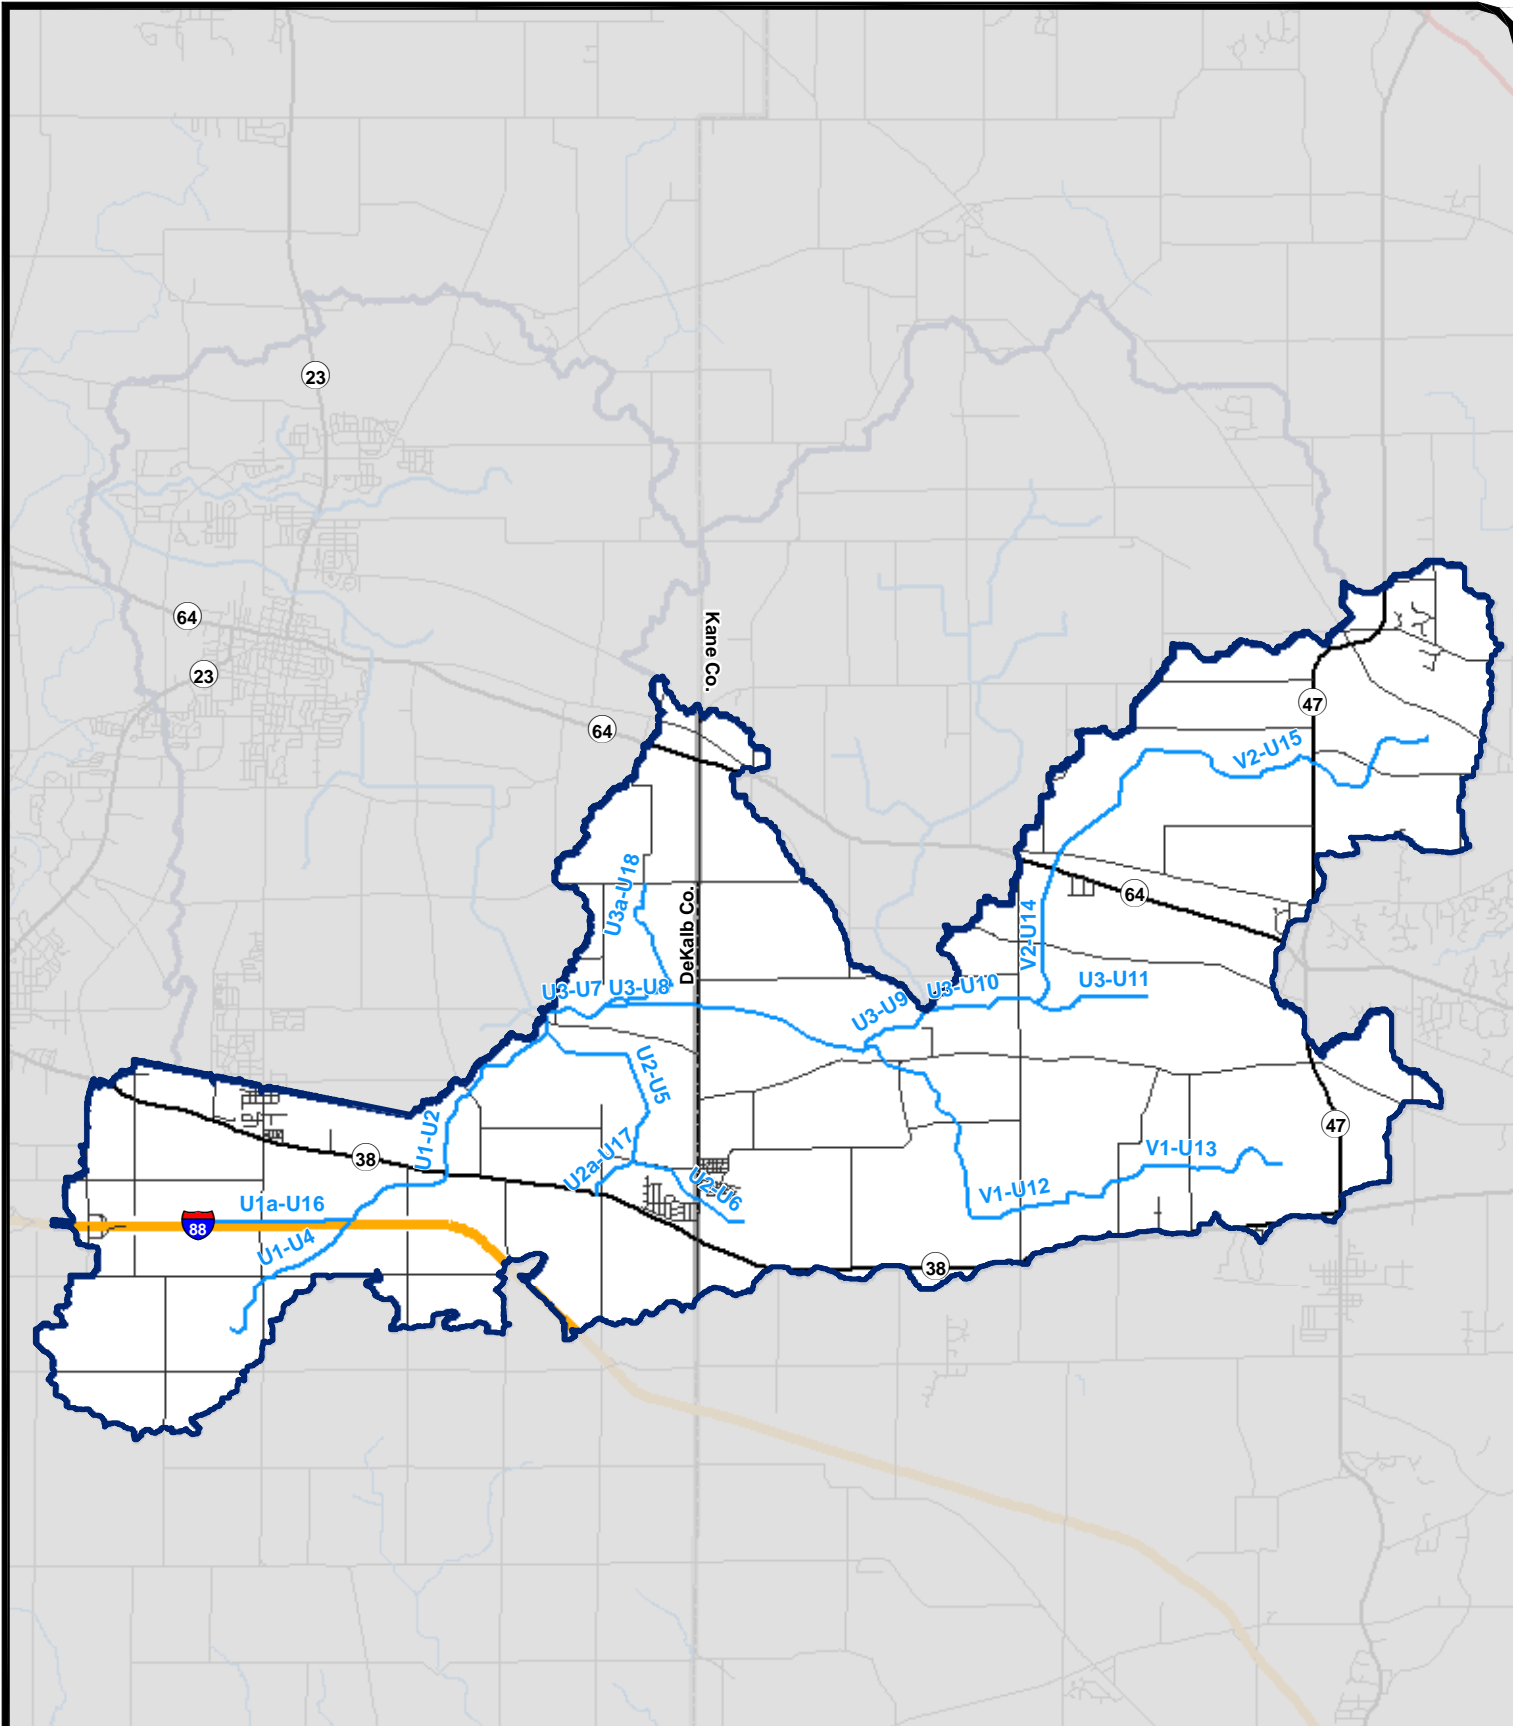 23
64
23
Kane Co.
64
47
V2-U15
U3a-U18
64
DeKalb Co.
V2-U14
U3-U7
U3-U8
U3-U9
U3-U10
U3-U11
U2-U5
U1-U2
38
U2a-U17
47
V1-U13
U2-U6
V1-U12
U1a-U16
88
U1-U4
38